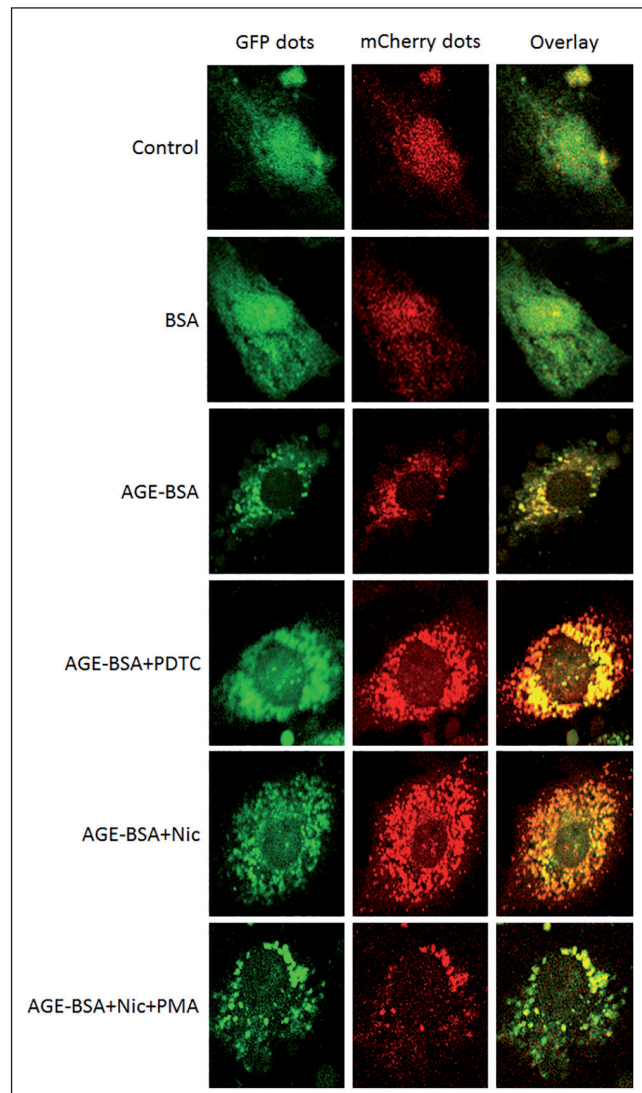 GFP dots mCherry dots Overlay
Control
BSA
AGE-BSA
AGE-BSA+PDTC
AGE-BSA+Nic
AGE-BSA+Nic+PMA